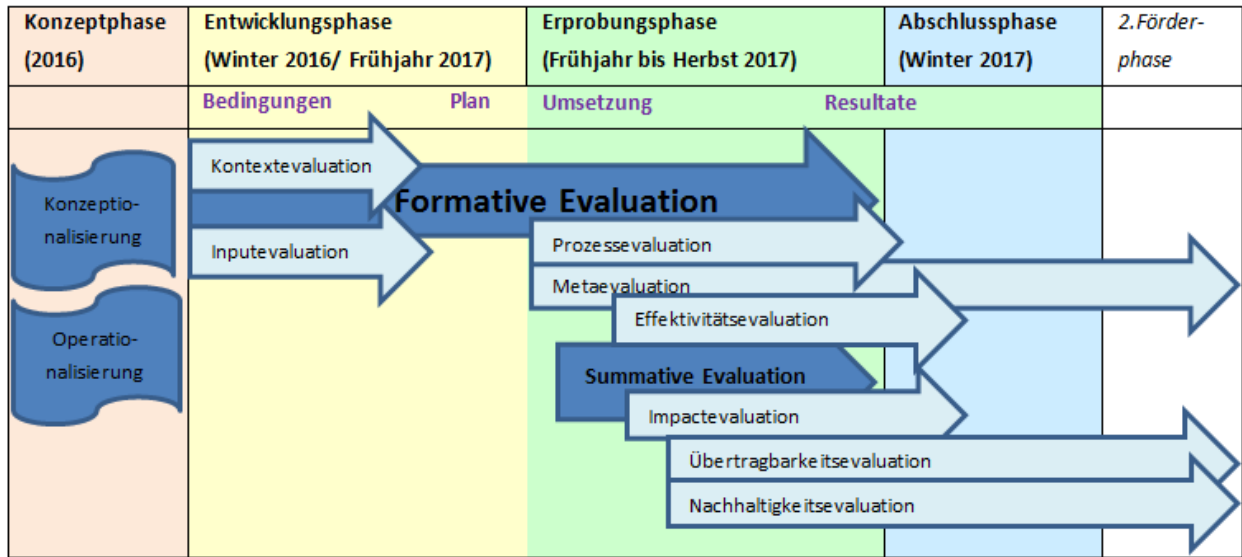 Konzeptphase
(2016)
Entwicklungsphase
(Winter 2016/ Frühjahr 2017)
Erprobungsphase
(Frühjahr bis Herbst 2017)
Abschlussphase
(Winter 2017)
2.Förder-
phase
Bedingungen
Plan
Umsetzung
Resultate
Konzeptio-
nalisierung
Operatio-
nalisierung
Kontextevaluation
Formative Evaluation
Inputevaluation
Prozessevaluation
Metaevaluation
Effektivitätsevaluation
Summative Evaluation
Impactevaluation
Übertragbarkeitsevaluation
Nachhaltigkeitsevaluation